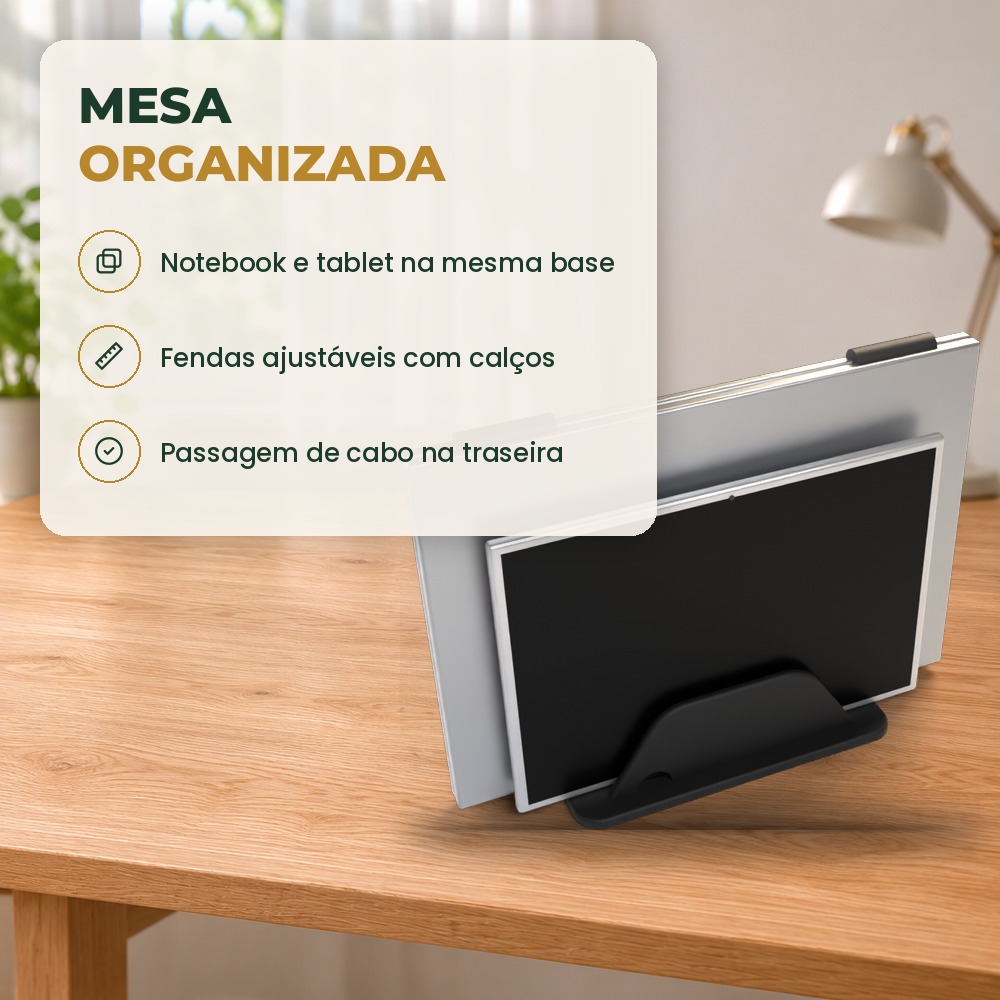 MESA
ORGANIZADA
Notebook e tablet na mesma base
Fendas ajustáveis com calços
Passagem de cabo na traseira